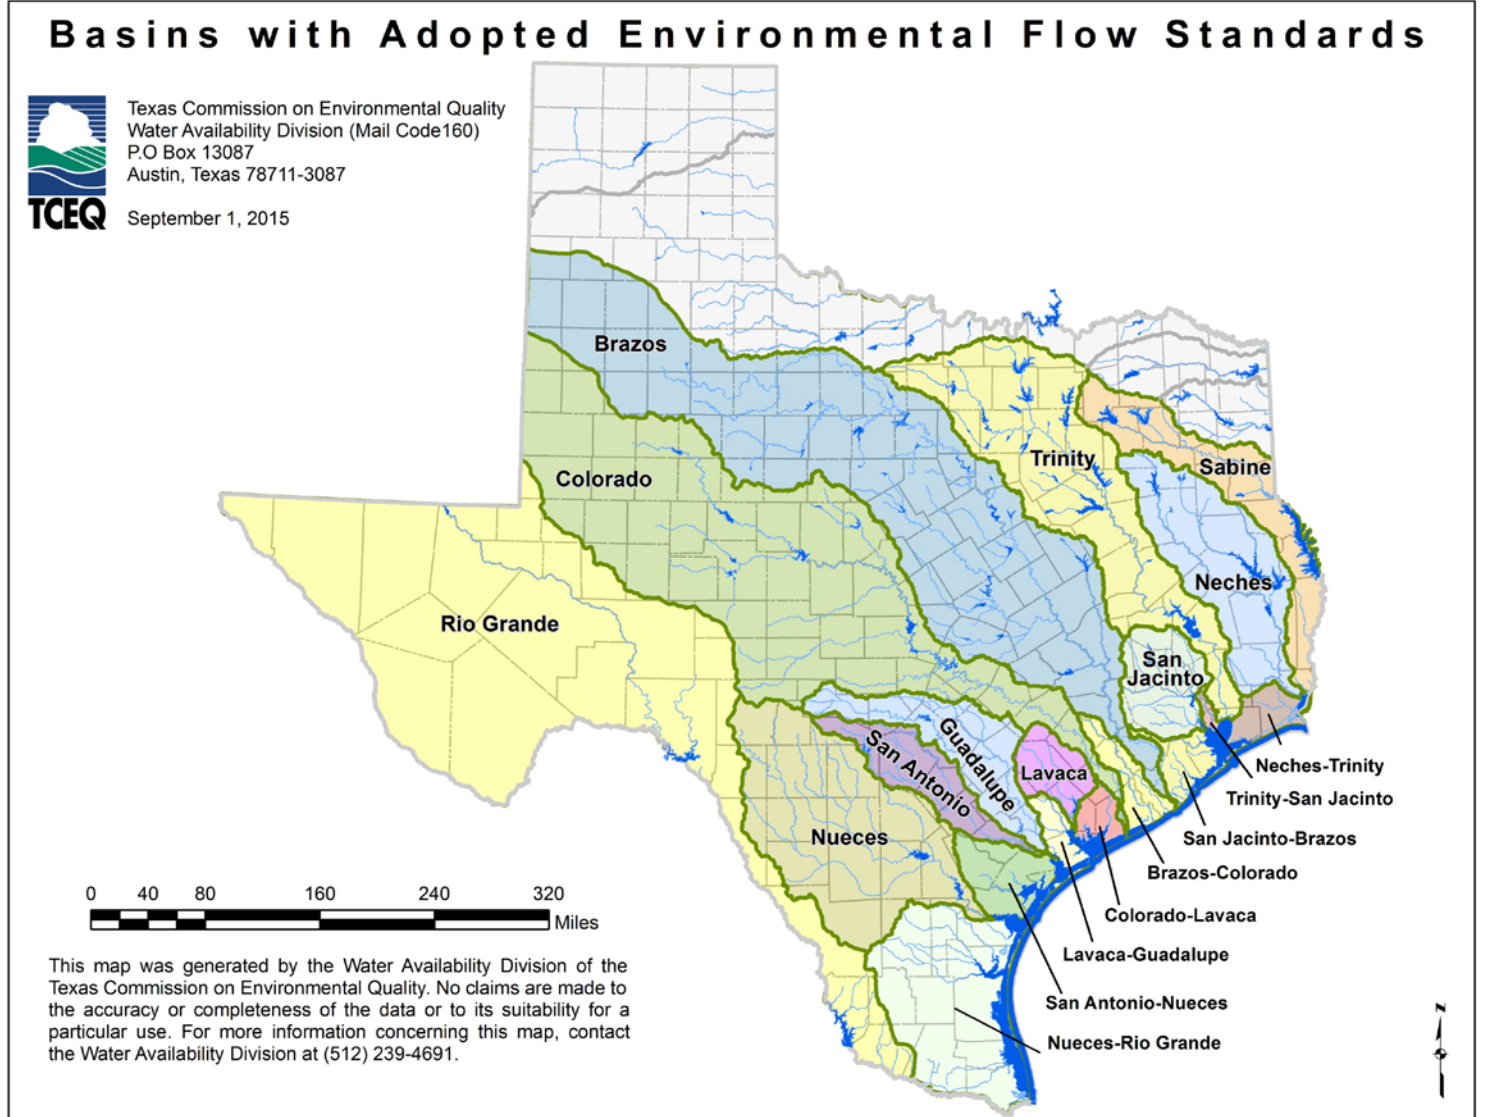 Basins with Adopted Environmental Flow Standards
Texas Commission on Environmental Quality
Water Availability Division (Mail Code160)
P.O Box 13087
Austin, Texas 78711-3087
TCEQ
September 1, 2015
Brazos
Trinity
Sabine
Colorado
Neches
Rio Grande
San
Jacinto
Guadalupe
San Antonio
Lavaca
Neches-Trinity
Trinity-San Jacinto
Nueces
San Jacinto-Brazos
Brazos-Colorado
Colorado-Lavaca
Lavaca-Guadalupe
San Antonio-Nueces
Nueces-Rio Grande
0 40 80 160 240 320
Miles
This map was generated by the Water Availability Division of the
Texas Commission on Environmental Quality. No claims are made to
the accuracy or completeness of the data or to its suitability for a
particular use. For more information concerning this map, contact
the Water Availability Division at (512) 239-4691.
N